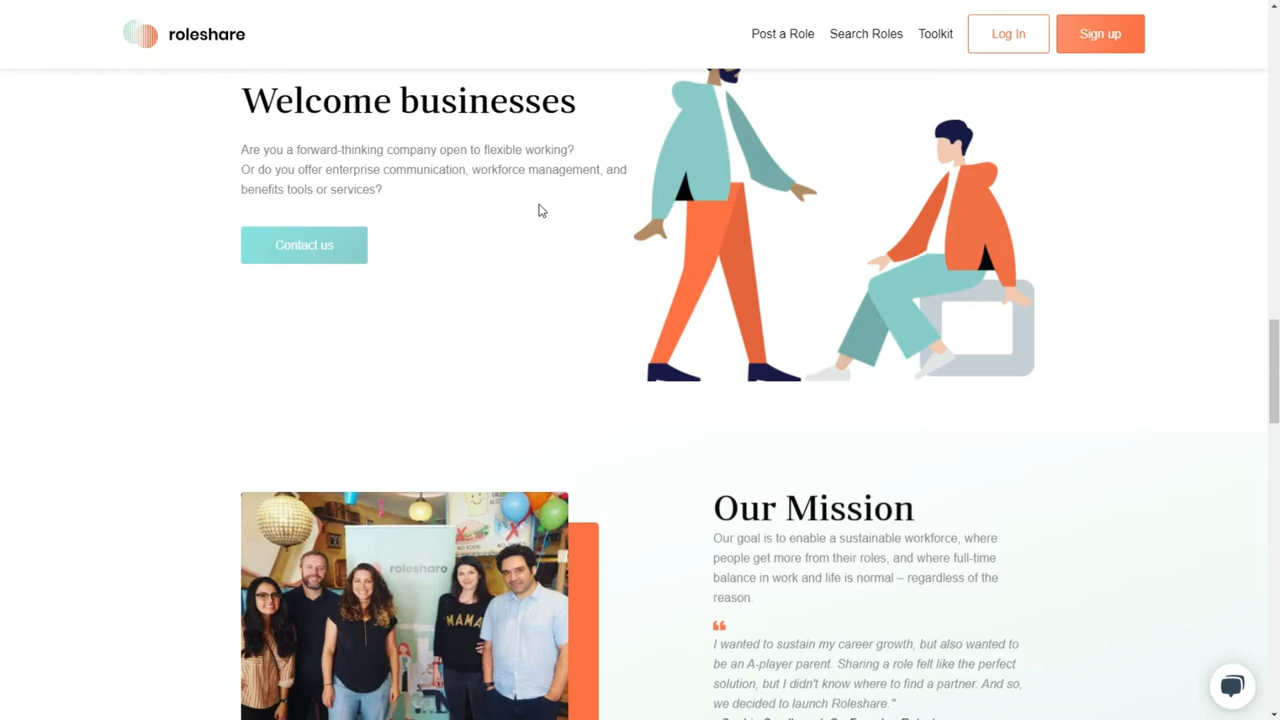 roleshare
Post a Role
Search Roles
Toolkit
Log In
Sign up
Welcome businesses
Are you a forward-thinking company open to flexible working?
Or do you offer enterprise communication, workforce management, and
benefits tools or services?
Contact us
roleshare
NO FOOD
MAMA
Our Mission
Our goal is to enable a sustainable workforce, where
people get more from their roles, and where full-time
balance in work and life is normal – regardless of the
reason.
I wanted to sustain my career growth, but also wanted to
be an A-player parent. Sharing a role felt like the perfect
solution, but I didn't know where to find a partner. And so,
we decided to launch Roleshare."